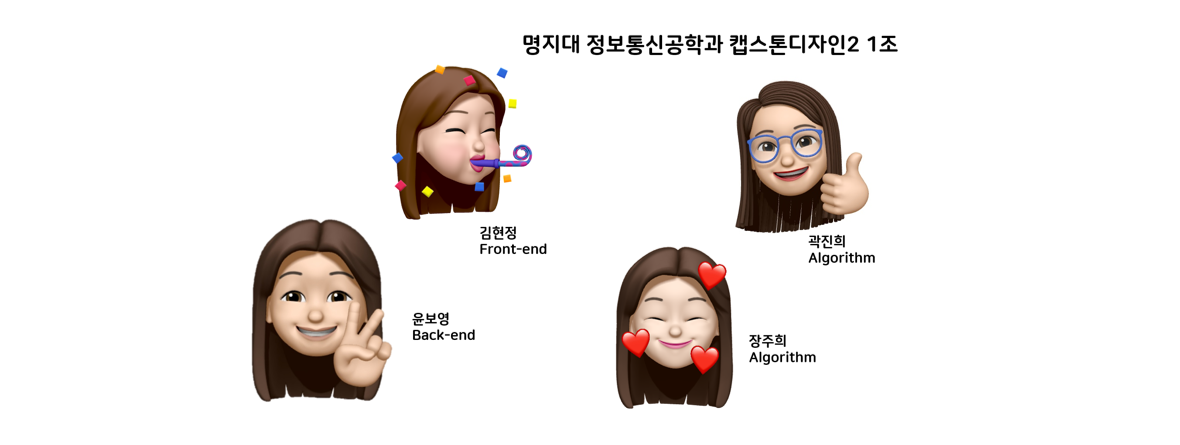 명지대 정보통신공학과 캡스톤디자인2 1조
김현정
Front-end
곽진희
Algorithm
윤보영
Back-end
장주희
Algorithm